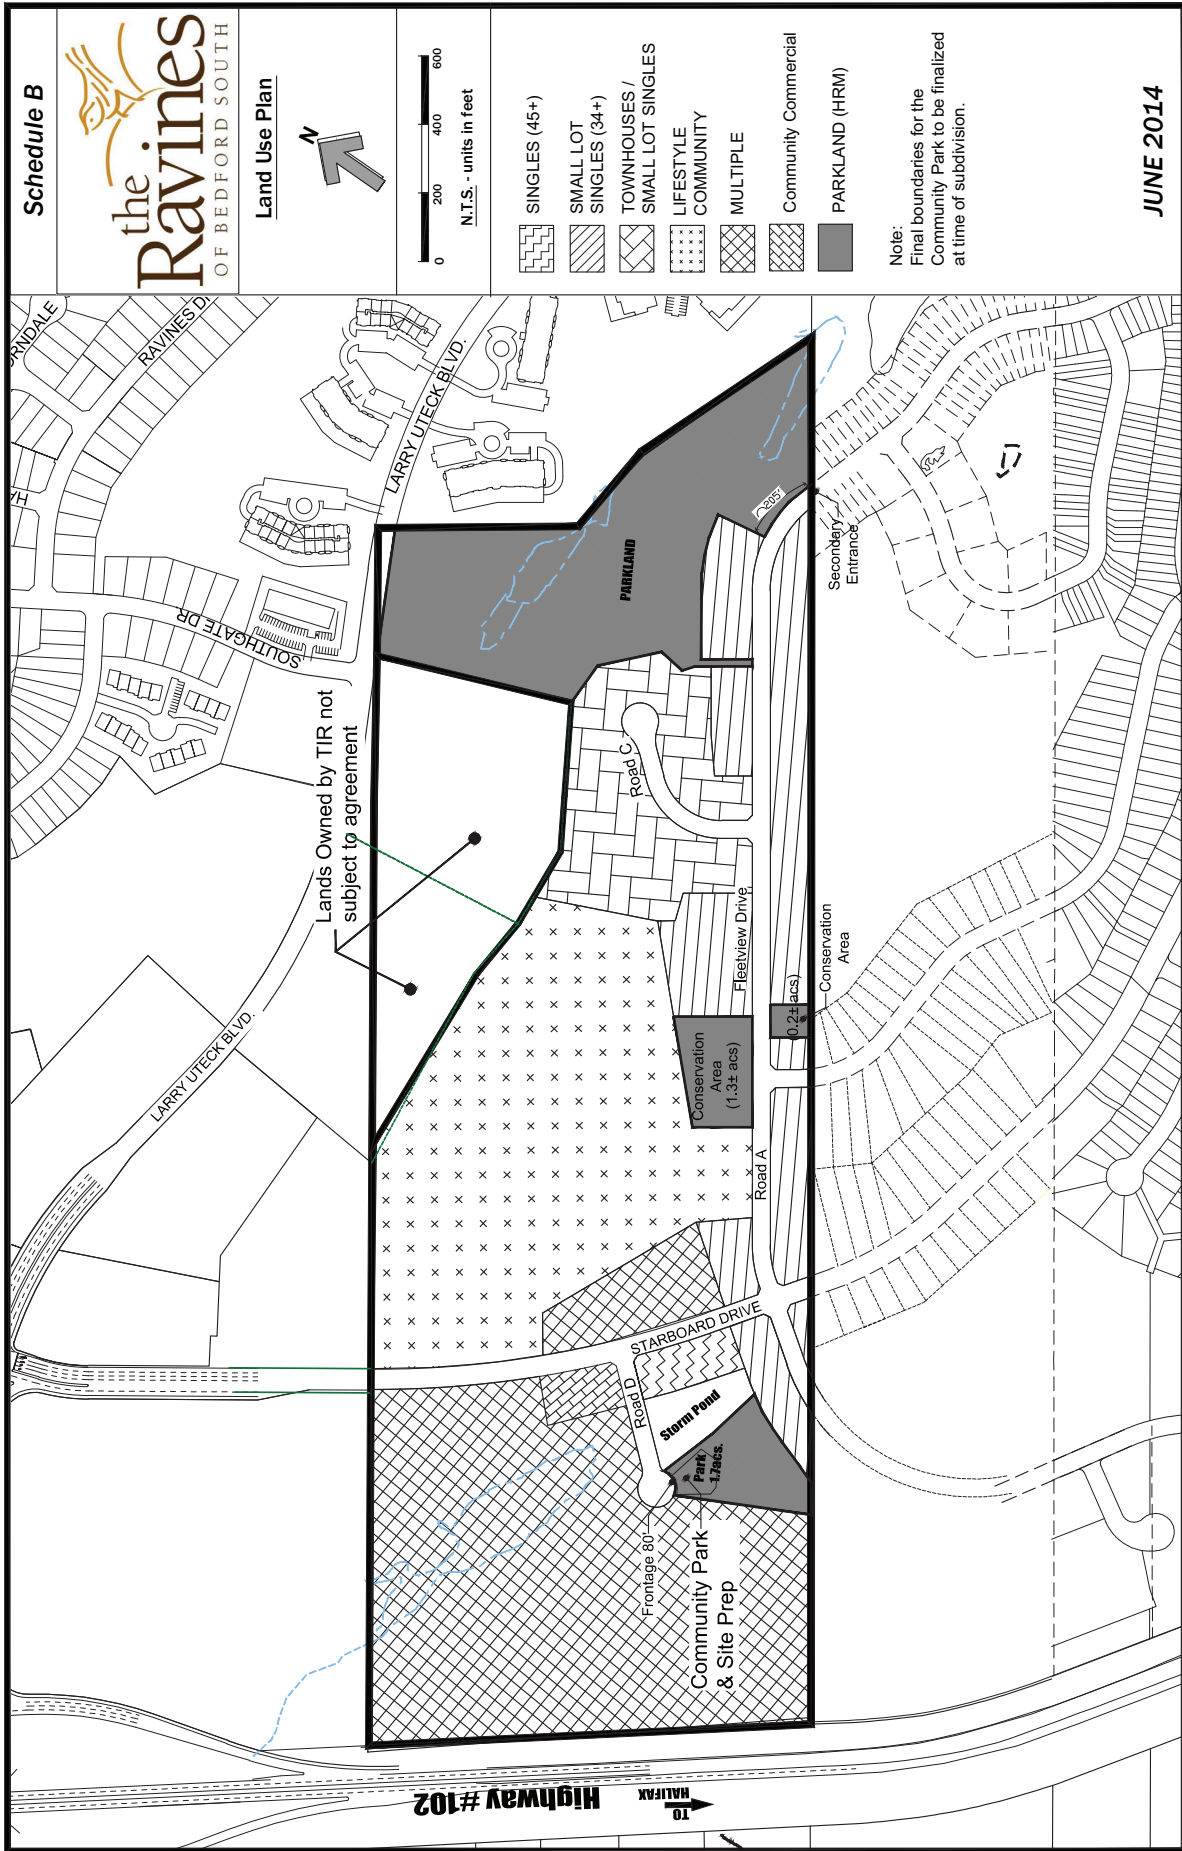 Schedule B
the
Ravines
OF BEDFORD SOUTH
Land Use Plan
N
0 200 400 600
N.T.S. - units in feet
SINGLES (45+)
SMALL LOT
SINGLES (34+)
TOWNHOUSES /
SMALL LOT SINGLES
LIFESTYLE
COMMUNITY
MULTIPLE
Community Commercial
PARKLAND (HRM)
Note:
Final boundaries for the
Community Park to be finalized
at time of subdivision.
JUNE 2014
RAVINES
LARRY UTECK BLVD.
SOUTHGATE DR
Lands Owned by TIR not
subject to agreement
LARRY UTECK BLVD.
PARKLAND
Secondary
Entrance
Road C
Fleetview Drive
Conservation
Area
(0.2± acs)
Conservation
Area
(1.3± acs)
Road A
STARBOARD DRIVE
Road D
Storm Pond
Park
1.7acs.
Frontage 80'
Community Park
& Site Prep
Highway #102
TO
HALIFAX